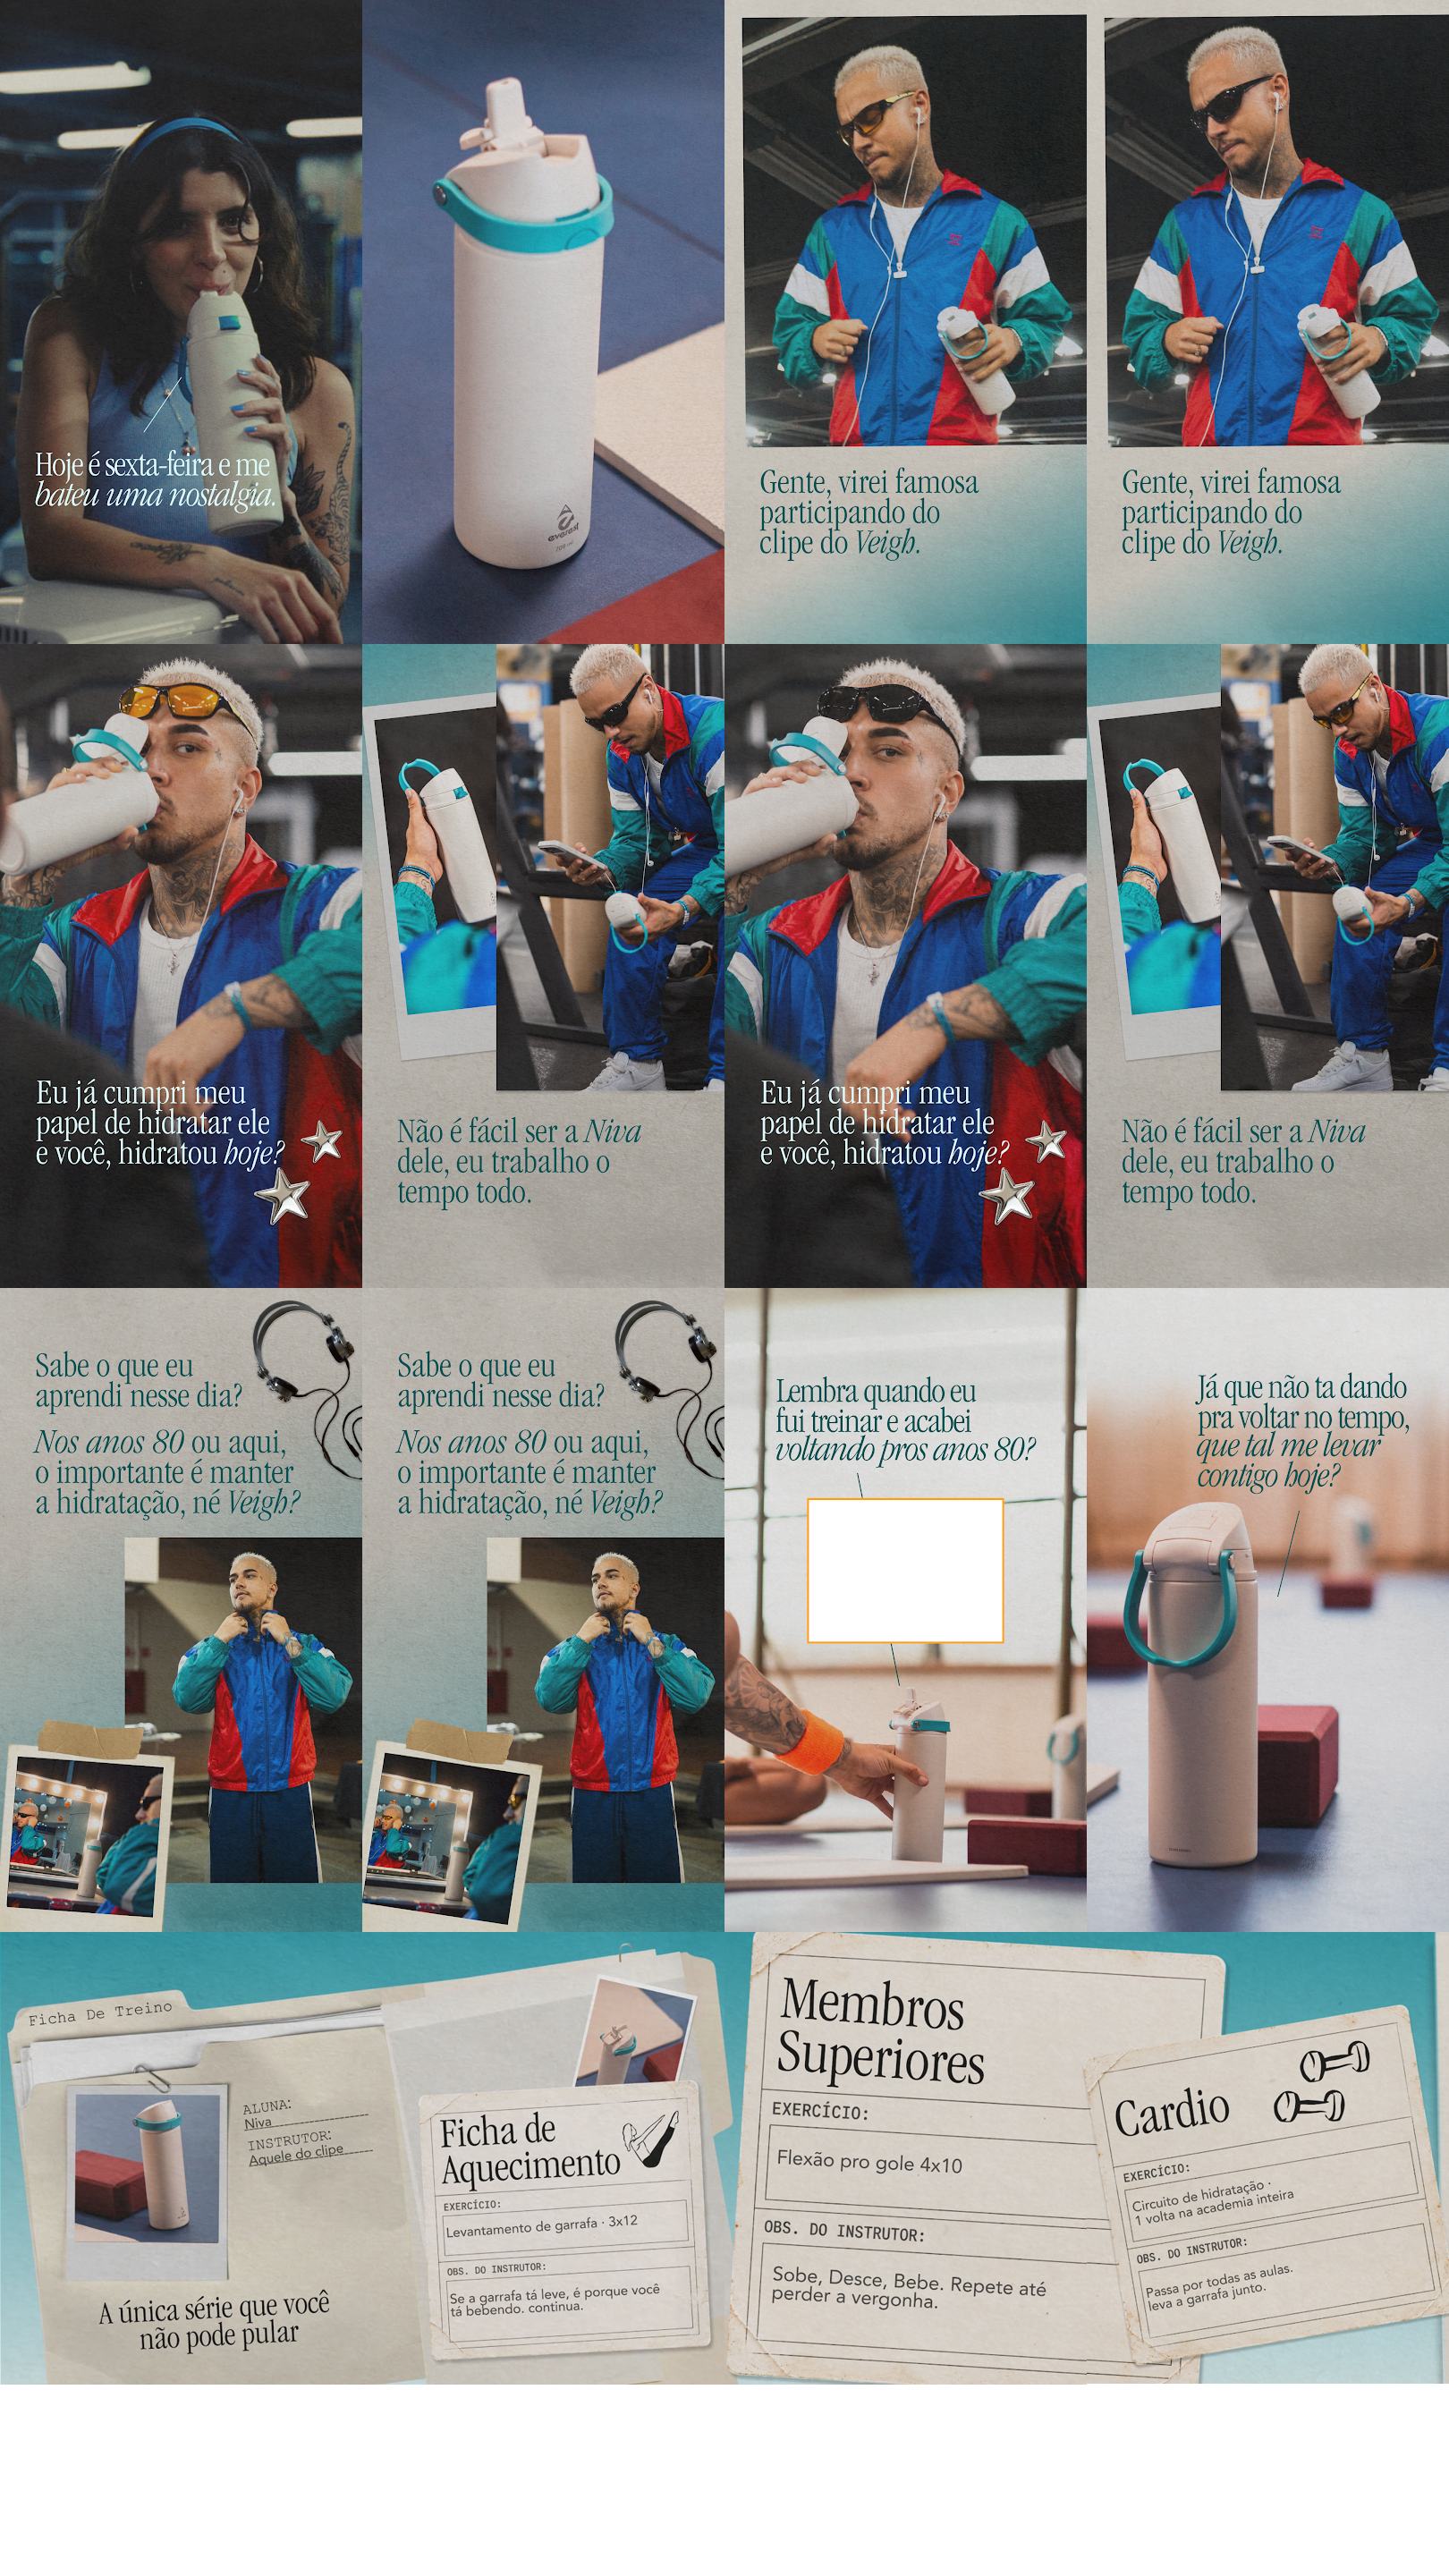 Hoje é sexta-feira e me
bateu uma nostalgia.
everest
Gente, virei famosa
participando do
clipe do Veigh.
Gente, virei famosa
participando do
clipe do Veigh.
Eu já cumpri meu
papel de hidratar ele
e você, hidratou hoje?
Não é fácil ser a Niva
dele, eu trabalho o
tempo todo.
Eu já cumpri meu
papel de hidratar ele
e você, hidratou hoje?
Não é fácil ser a Niva
dele, eu trabalho o
tempo todo.
Sabe o que eu
aprendi nesse dia?
Nos anos 80 ou aqui,
o importante é manter
a hidratação, né Veigh?
Sabe o que eu
aprendi nesse dia?
Nos anos 80 ou aqui,
o importante é manter
a hidratação, né Veigh?
Lembra quando eu
fui treinar e acabei
voltando pros anos 80?
Já que não ta dando
pra voltar no tempo,
que tal me levar
contigo hoje?
Ficha De Treino
ALUNA:
Niva
INSTRUTOR:
Aquele do clipe
A única série que você
não pode pular
Ficha de
Aquecimento
EXERCÍCIO:
Levantamento de garrafa · 3x12
OBS. DO INSTRUTOR:
Se a garrafa tá leve, é porque você
tá bebendo. continua.
Membros
Superiores
EXERCÍCIO:
Flexão pro gole 4x10
OBS. DO INSTRUTOR:
Sobe, Desce, Bebe. Repete até
perder a vergonha.
Cardio
EXERCÍCIO:
Circuito de hidratação ·
1 volta na academia inteira
OBS. DO INSTRUTOR:
Passa por todas as aulas.
leva a garrafa junto.